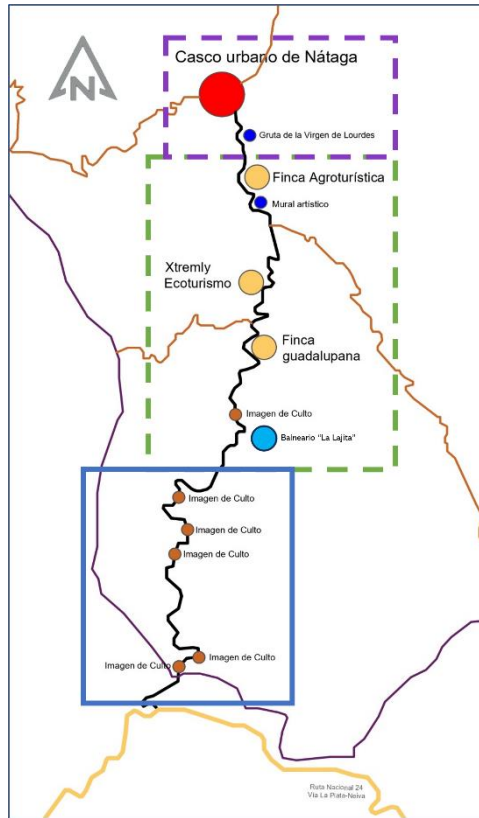 N
Casco urbano de Nátaga
Gruta de la Virgen de Lourdes
Finca Agroturística
Mural artístico
Xtremly
Ecoturismo
Finca
guadalupana
Imagen de Culto
Balneario "La Lajita"
Imagen de Culto
Imagen de Culto
Imagen de Culto
Imagen de Culto
Imagen de Culto
Ruta Nacional 24
Via La Plata-Neiva